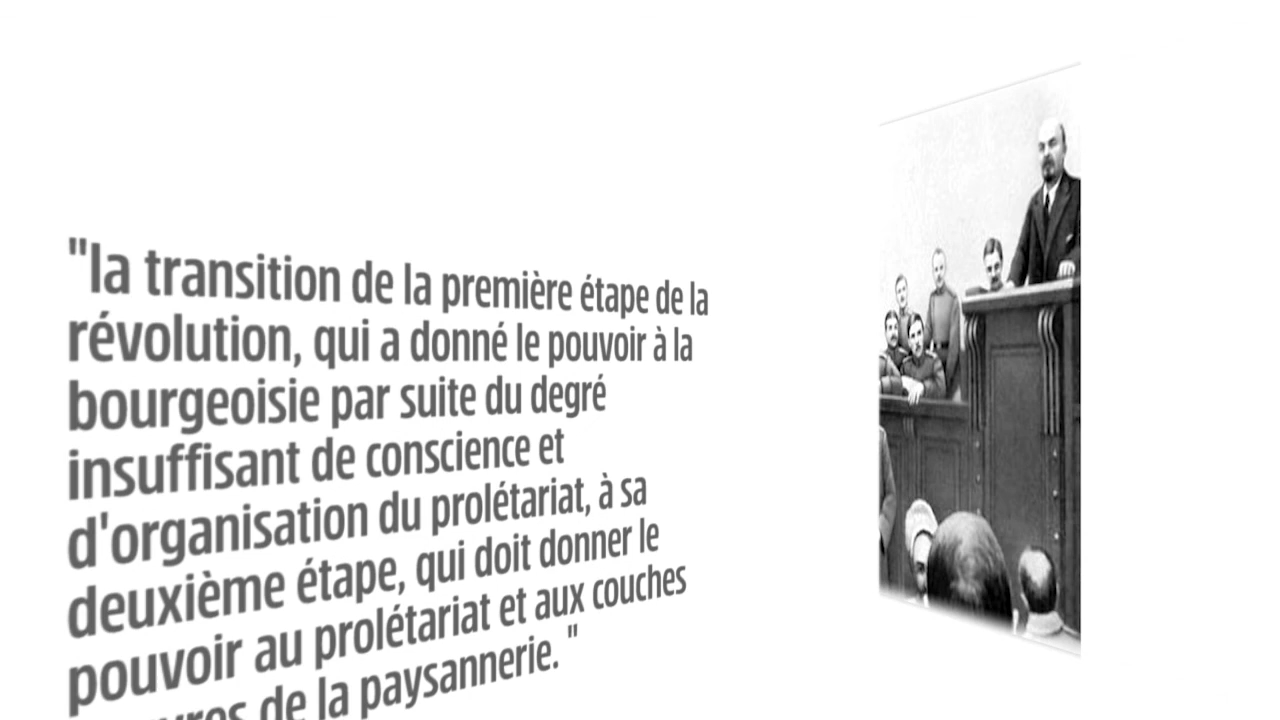 "la transition de la première étape de la
révolution, qui a donné le pouvoir à la
bourgeoisie par suite du degré
insuffisant de conscience et
d'organisation du prolétariat, à sa
deuxième étape, qui doit donner le
pouvoir au prolétariat et aux couches
de la paysannerie. "